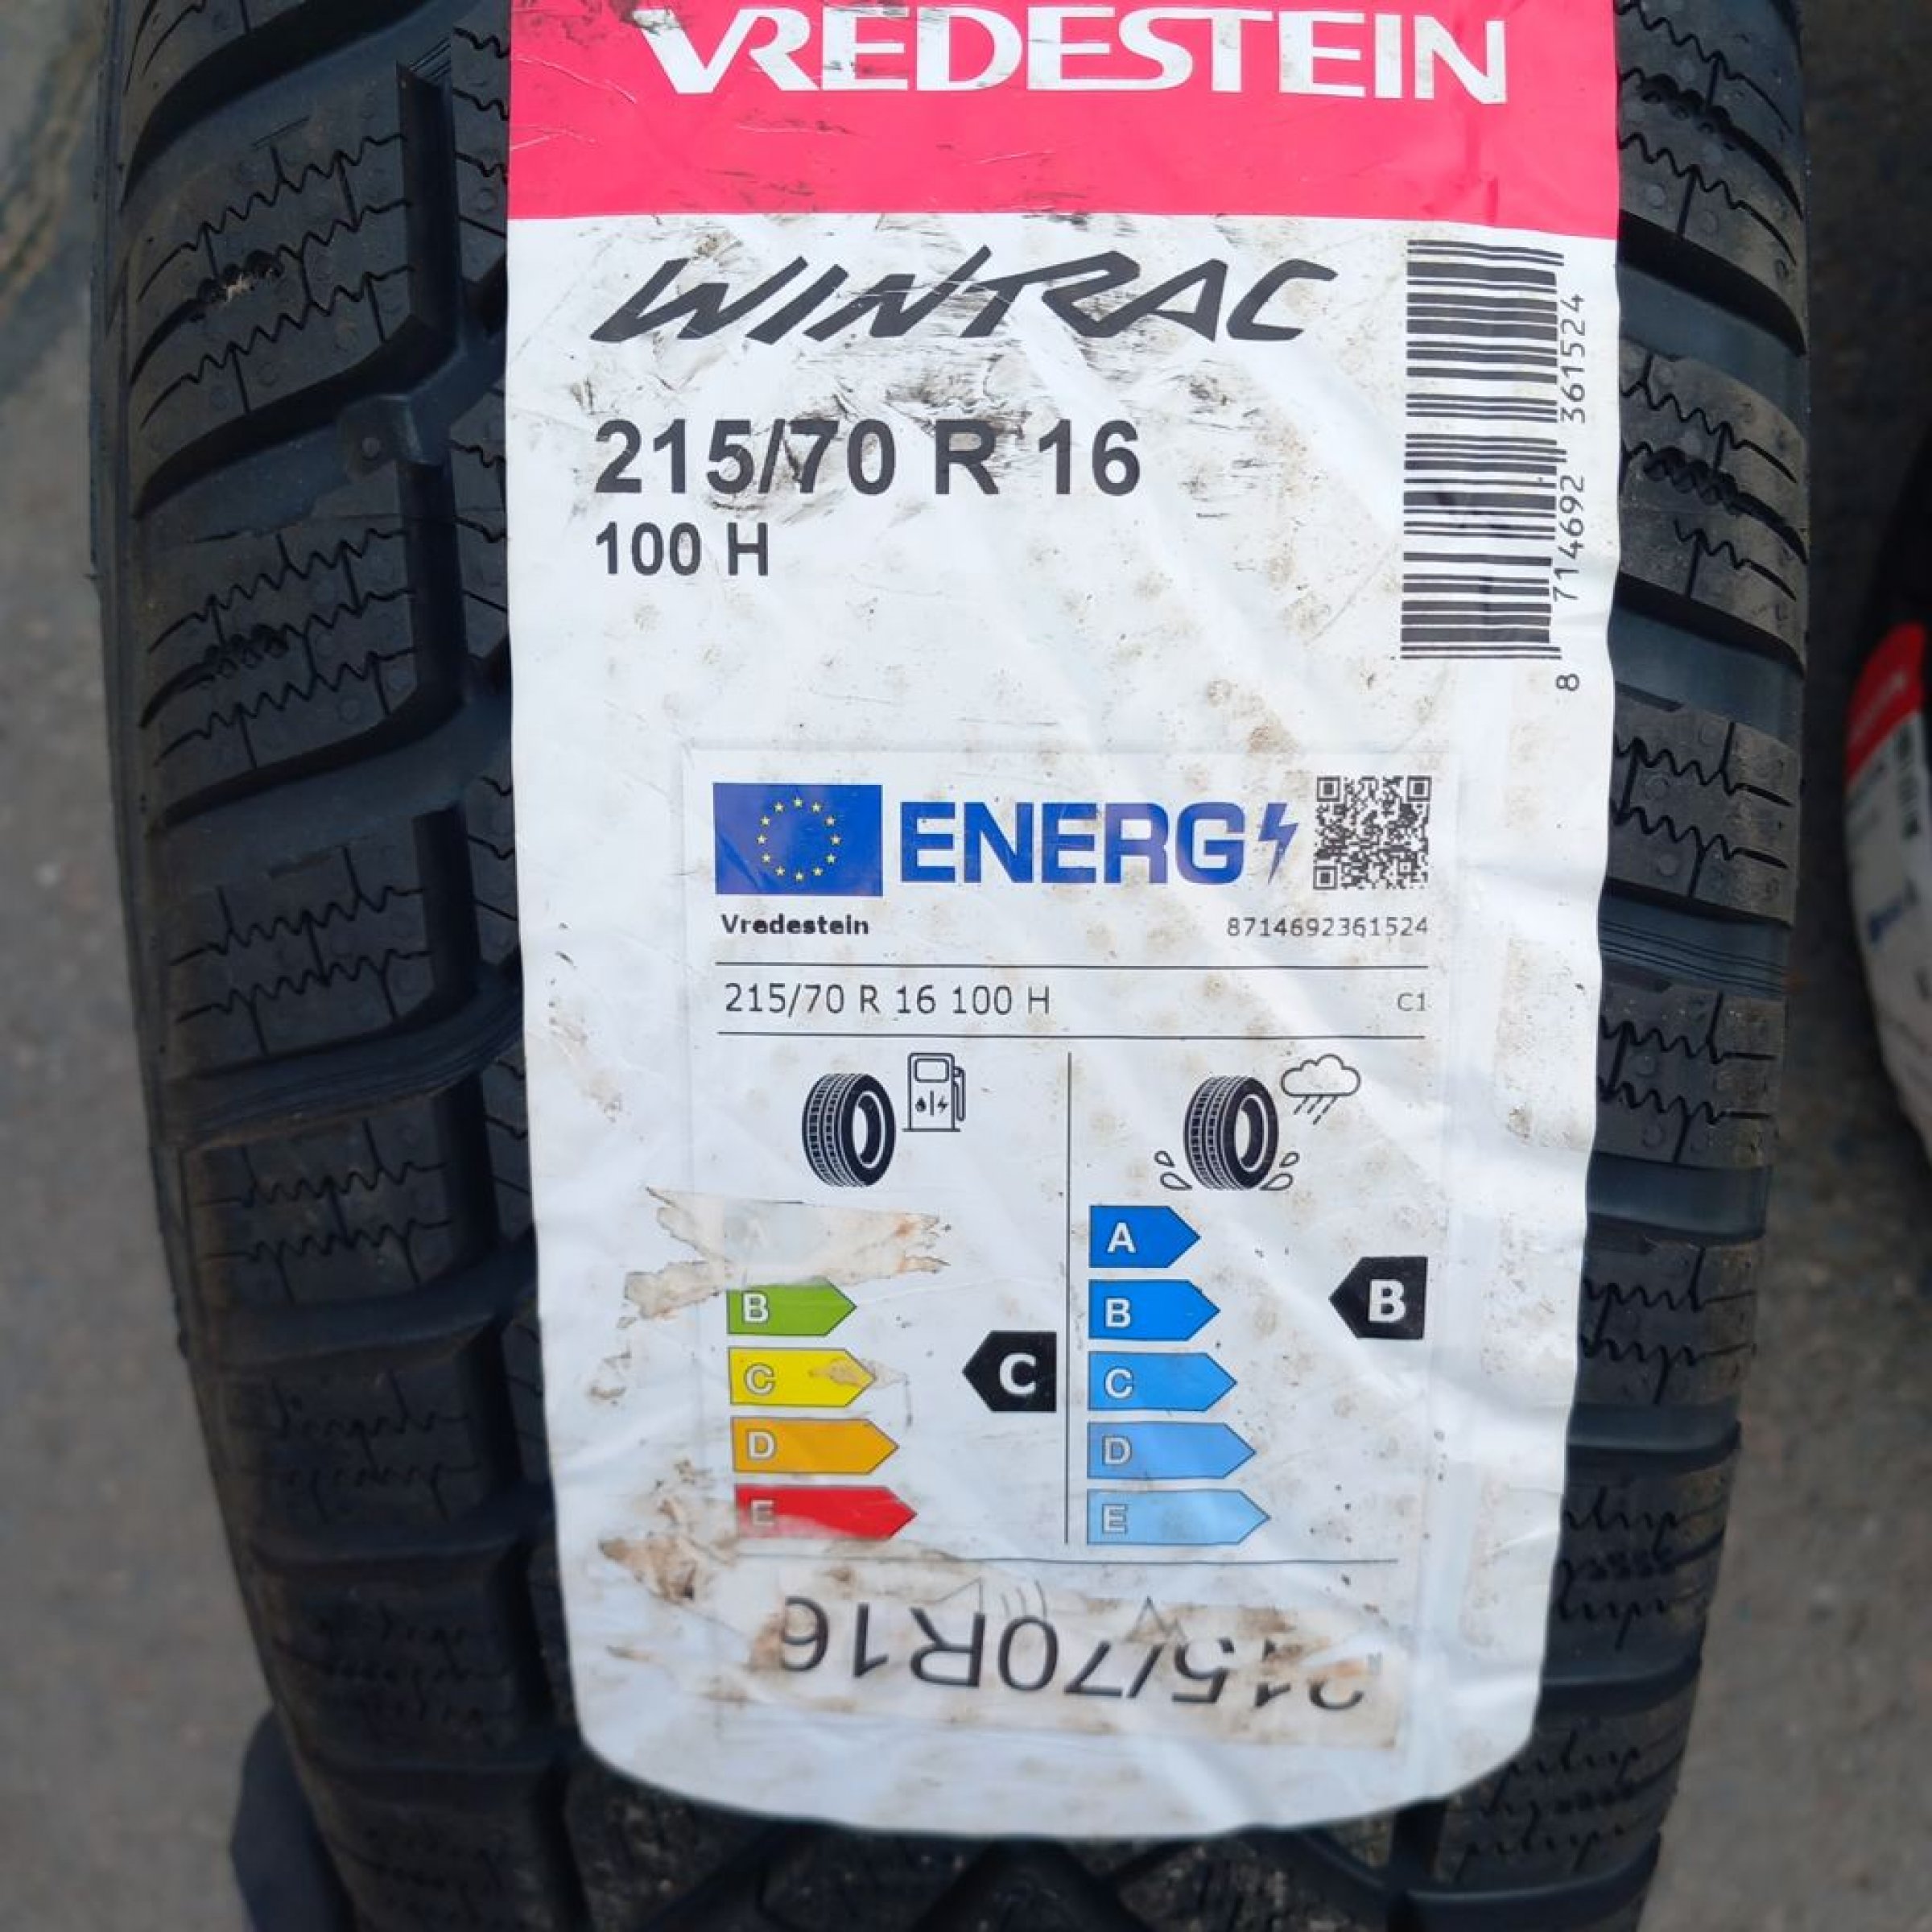 VREDESTEIN
WINTRAC
215/70 R 16
100 H
8 714692 361524
ENERG
Vredestein
8714692361524
215/70 R 16 100 H
C1
B
C
D
E
C
A
B
C
D
E
B
215/70R16